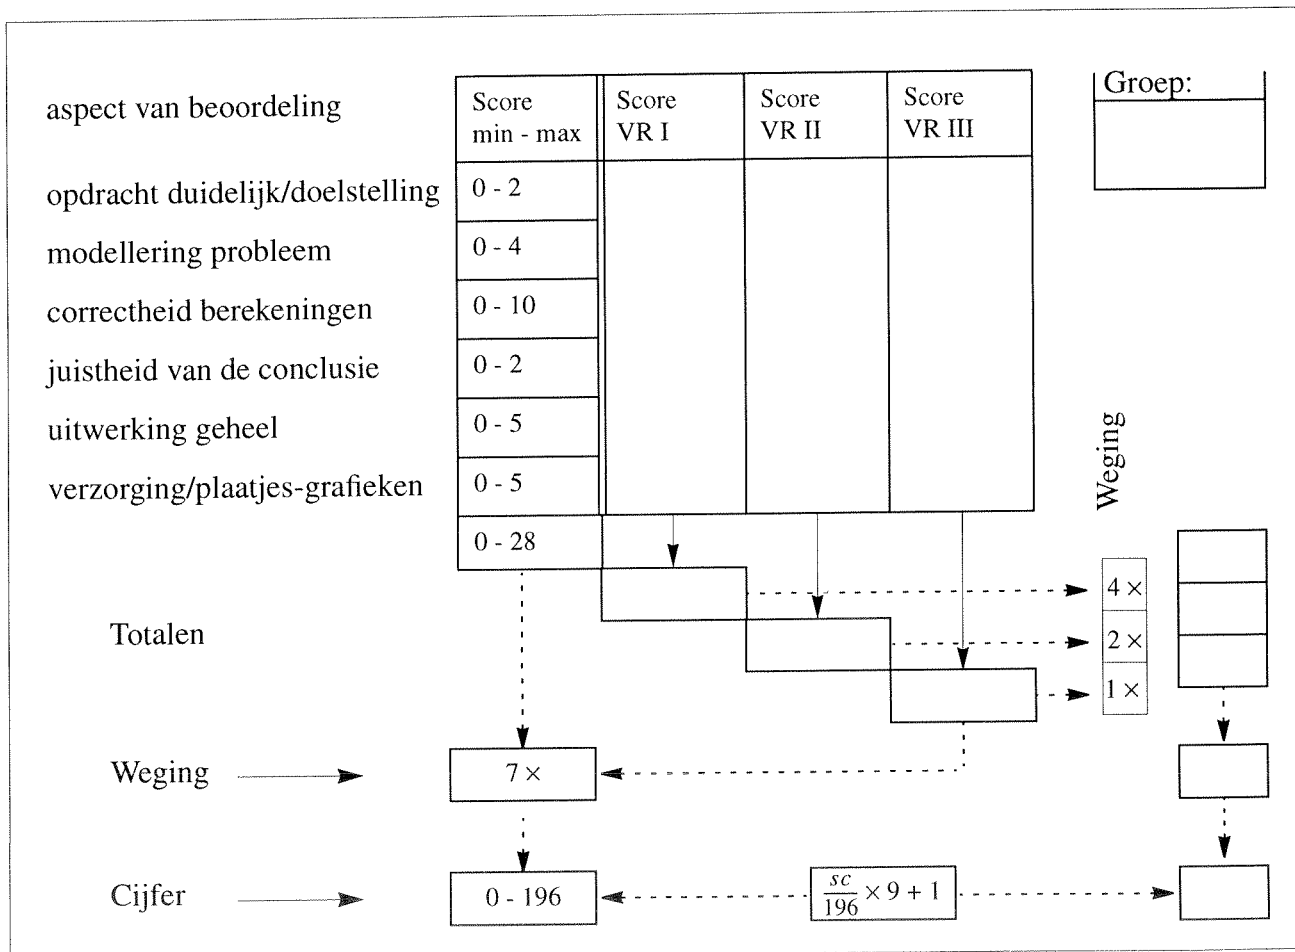 aspect van beoordeling
Score
min - max
Score
VR I
Score
VR II
Score
VR III
Groep:
opdracht duidelijk/doelstelling
0 - 2
modellering probleem
0 - 4
correctheid berekeningen
0 - 10
juistheid van de conclusie
0 - 2
uitwerking geheel
0 - 5
verzorging/plaatjes-grafieken
0 - 5
0 - 28
Weging
Totalen
4 ×
2 ×
1 ×
Weging
7 ×
Cijfer
0 - 196
sc/196 × 9 + 1